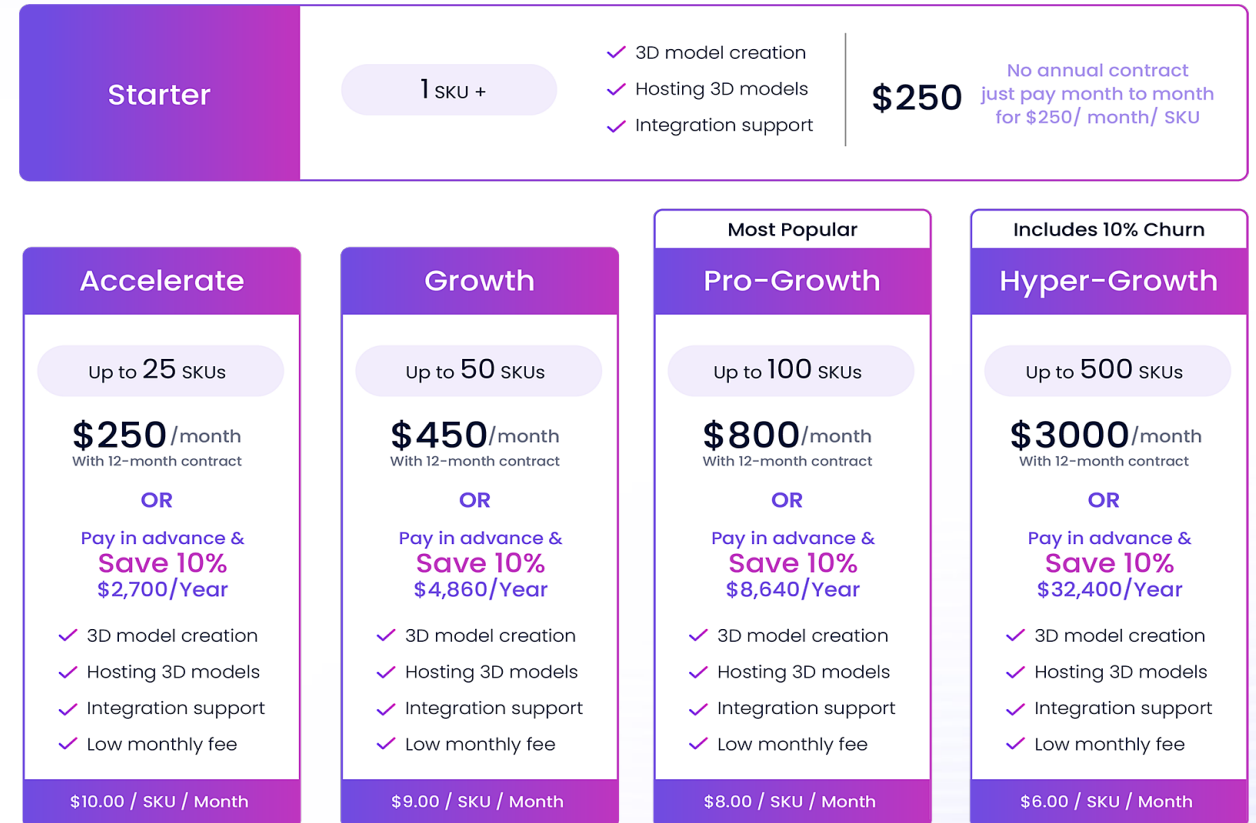 Starter
1 SKU +
3D model creation
Hosting 3D models
Integration support
$250
No annual contract
just pay month to month
for $250/ month/ SKU
Accelerate
Up to 25 SKUs
$250/month
With 12-month contract
OR
Pay in advance &
Save 10%
$2,700/Year
3D model creation
Hosting 3D models
Integration support
Low monthly fee
$10.00 / SKU / Month
Growth
Up to 50 SKUs
$450/month
With 12-month contract
OR
Pay in advance &
Save 10%
$4,860/Year
3D model creation
Hosting 3D models
Integration support
Low monthly fee
$9.00 / SKU / Month
Most Popular
Pro-Growth
Up to 100 SKUs
$800/month
With 12-month contract
OR
Pay in advance &
Save 10%
$8,640/Year
3D model creation
Hosting 3D models
Integration support
Low monthly fee
$8.00 / SKU / Month
Includes 10% Churn
Hyper-Growth
Up to 500 SKUs
$3000/month
With 12-month contract
OR
Pay in advance &
Save 10%
$32,400/Year
3D model creation
Hosting 3D models
Integration support
Low monthly fee
$6.00 / SKU / Month